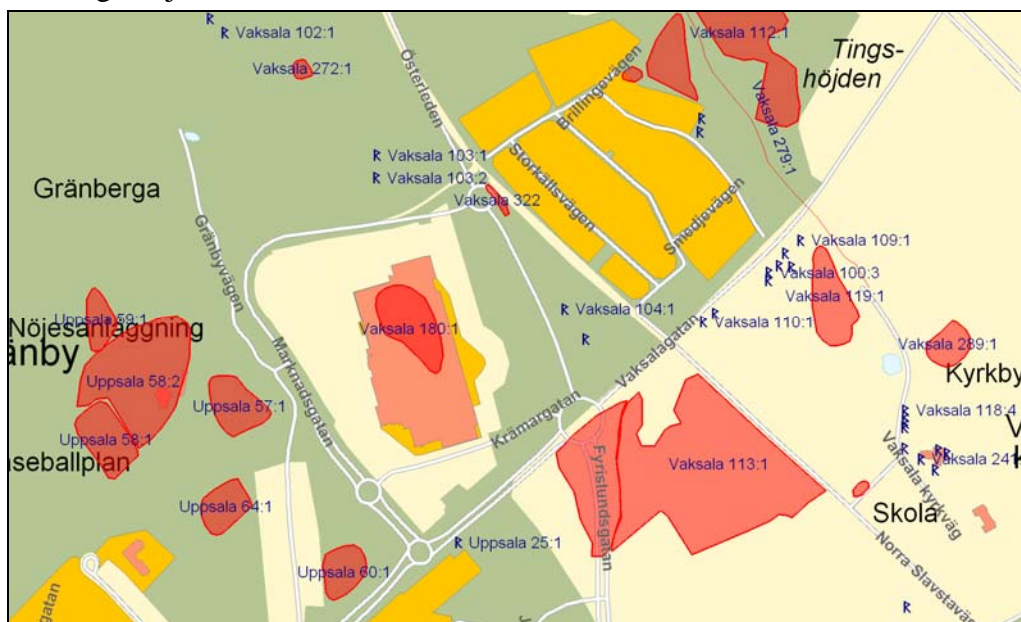 Vaksala 102:1
Vaksala 272:1
Österleden
Vaksala 112:1
Tings-
höjden
Brillingevägen
Vaksala 279:1
Vaksala 103:1
Vaksala 103:2
Vaksala 322
Storkällsvägen
Smedjevägen
Gränberga
Gränbyvägen
Vaksala 109:1
Vaksala 100:3
Vaksala 119:1
Vaksala 104:1
Vaksala 110:1
Vaksala 289:1
Vaksala 180:1
Vaksalagatan
Uppsala 59:1
Nöjesanläggning
änby
Uppsala 58:2
Uppsala 57:1
Uppsala 58:1
aseballplan
Marknadsgatan
Krämargatan
Kyrkby
Vaksala 118:4
Vaksala 113:1
Vaksala 241
Vaksala kyrkväg
Fyrislundsgatan
Skola
Uppsala 64:1
Uppsala 25:1
Uppsala 60:1
Norra Slavstaväg
gatan